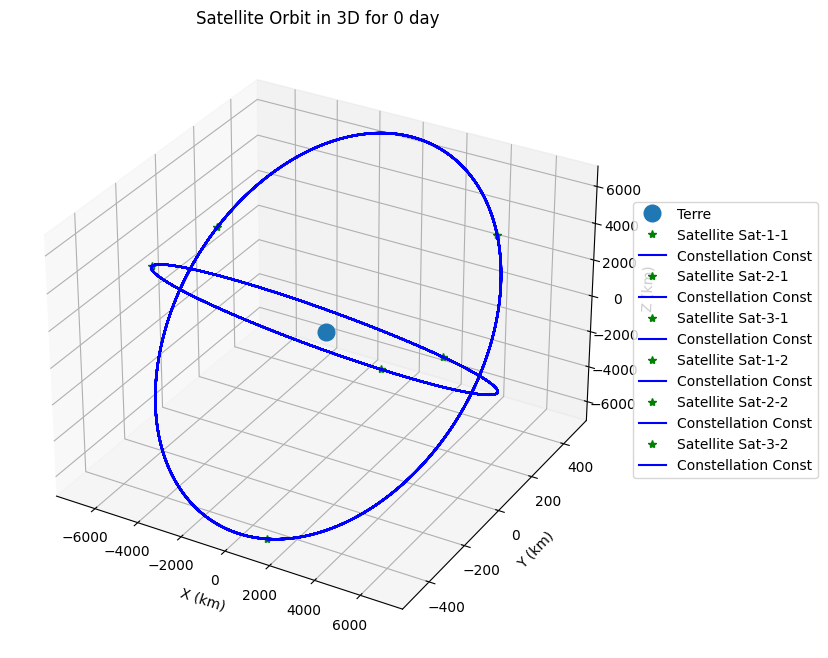 Satellite Orbit in 3D for 0 day
6000
4000
2000
0
−2000
−4000
−6000
Z (km)
400
200
0
−200
−400
Y (km)
−6000
−4000
−2000
0
2000
4000
6000
X (km)
Terre
Satellite Sat-1-1
Constellation Const
Satellite Sat-2-1
Constellation Const
Satellite Sat-3-1
Constellation Const
Satellite Sat-1-2
Constellation Const
Satellite Sat-2-2
Constellation Const
Satellite Sat-3-2
Constellation Const